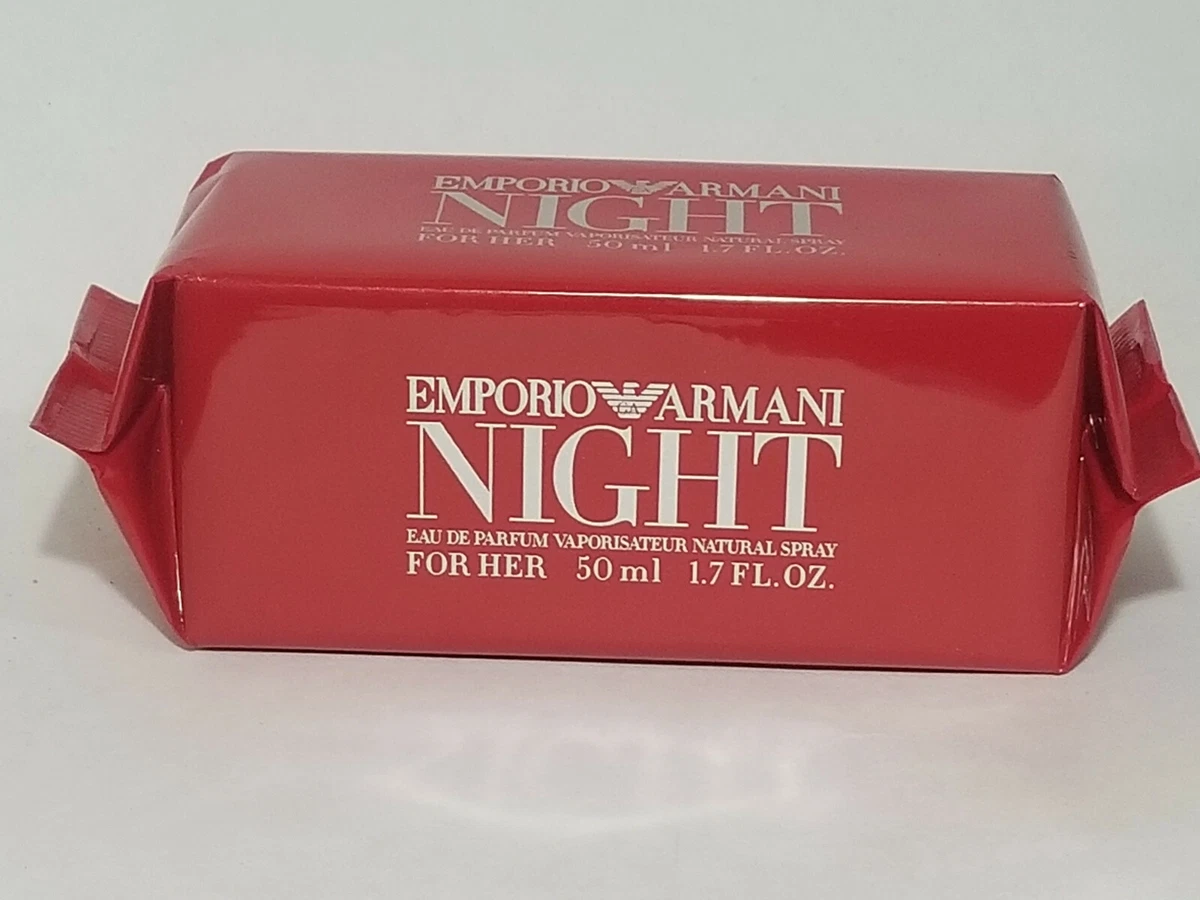 EMPORIO ARMANI
NIGHT
EAU DE PARFUM VAPORISATEUR NATURAL SPRAY
FOR HER 50 ml 1.7 FL. OZ.
EMPORIO ARMANI
NIGHT
EAU DE PARFUM VAPORISATEUR NATURAL SPRAY
FOR HER 50 ml 1.7 FL. OZ.